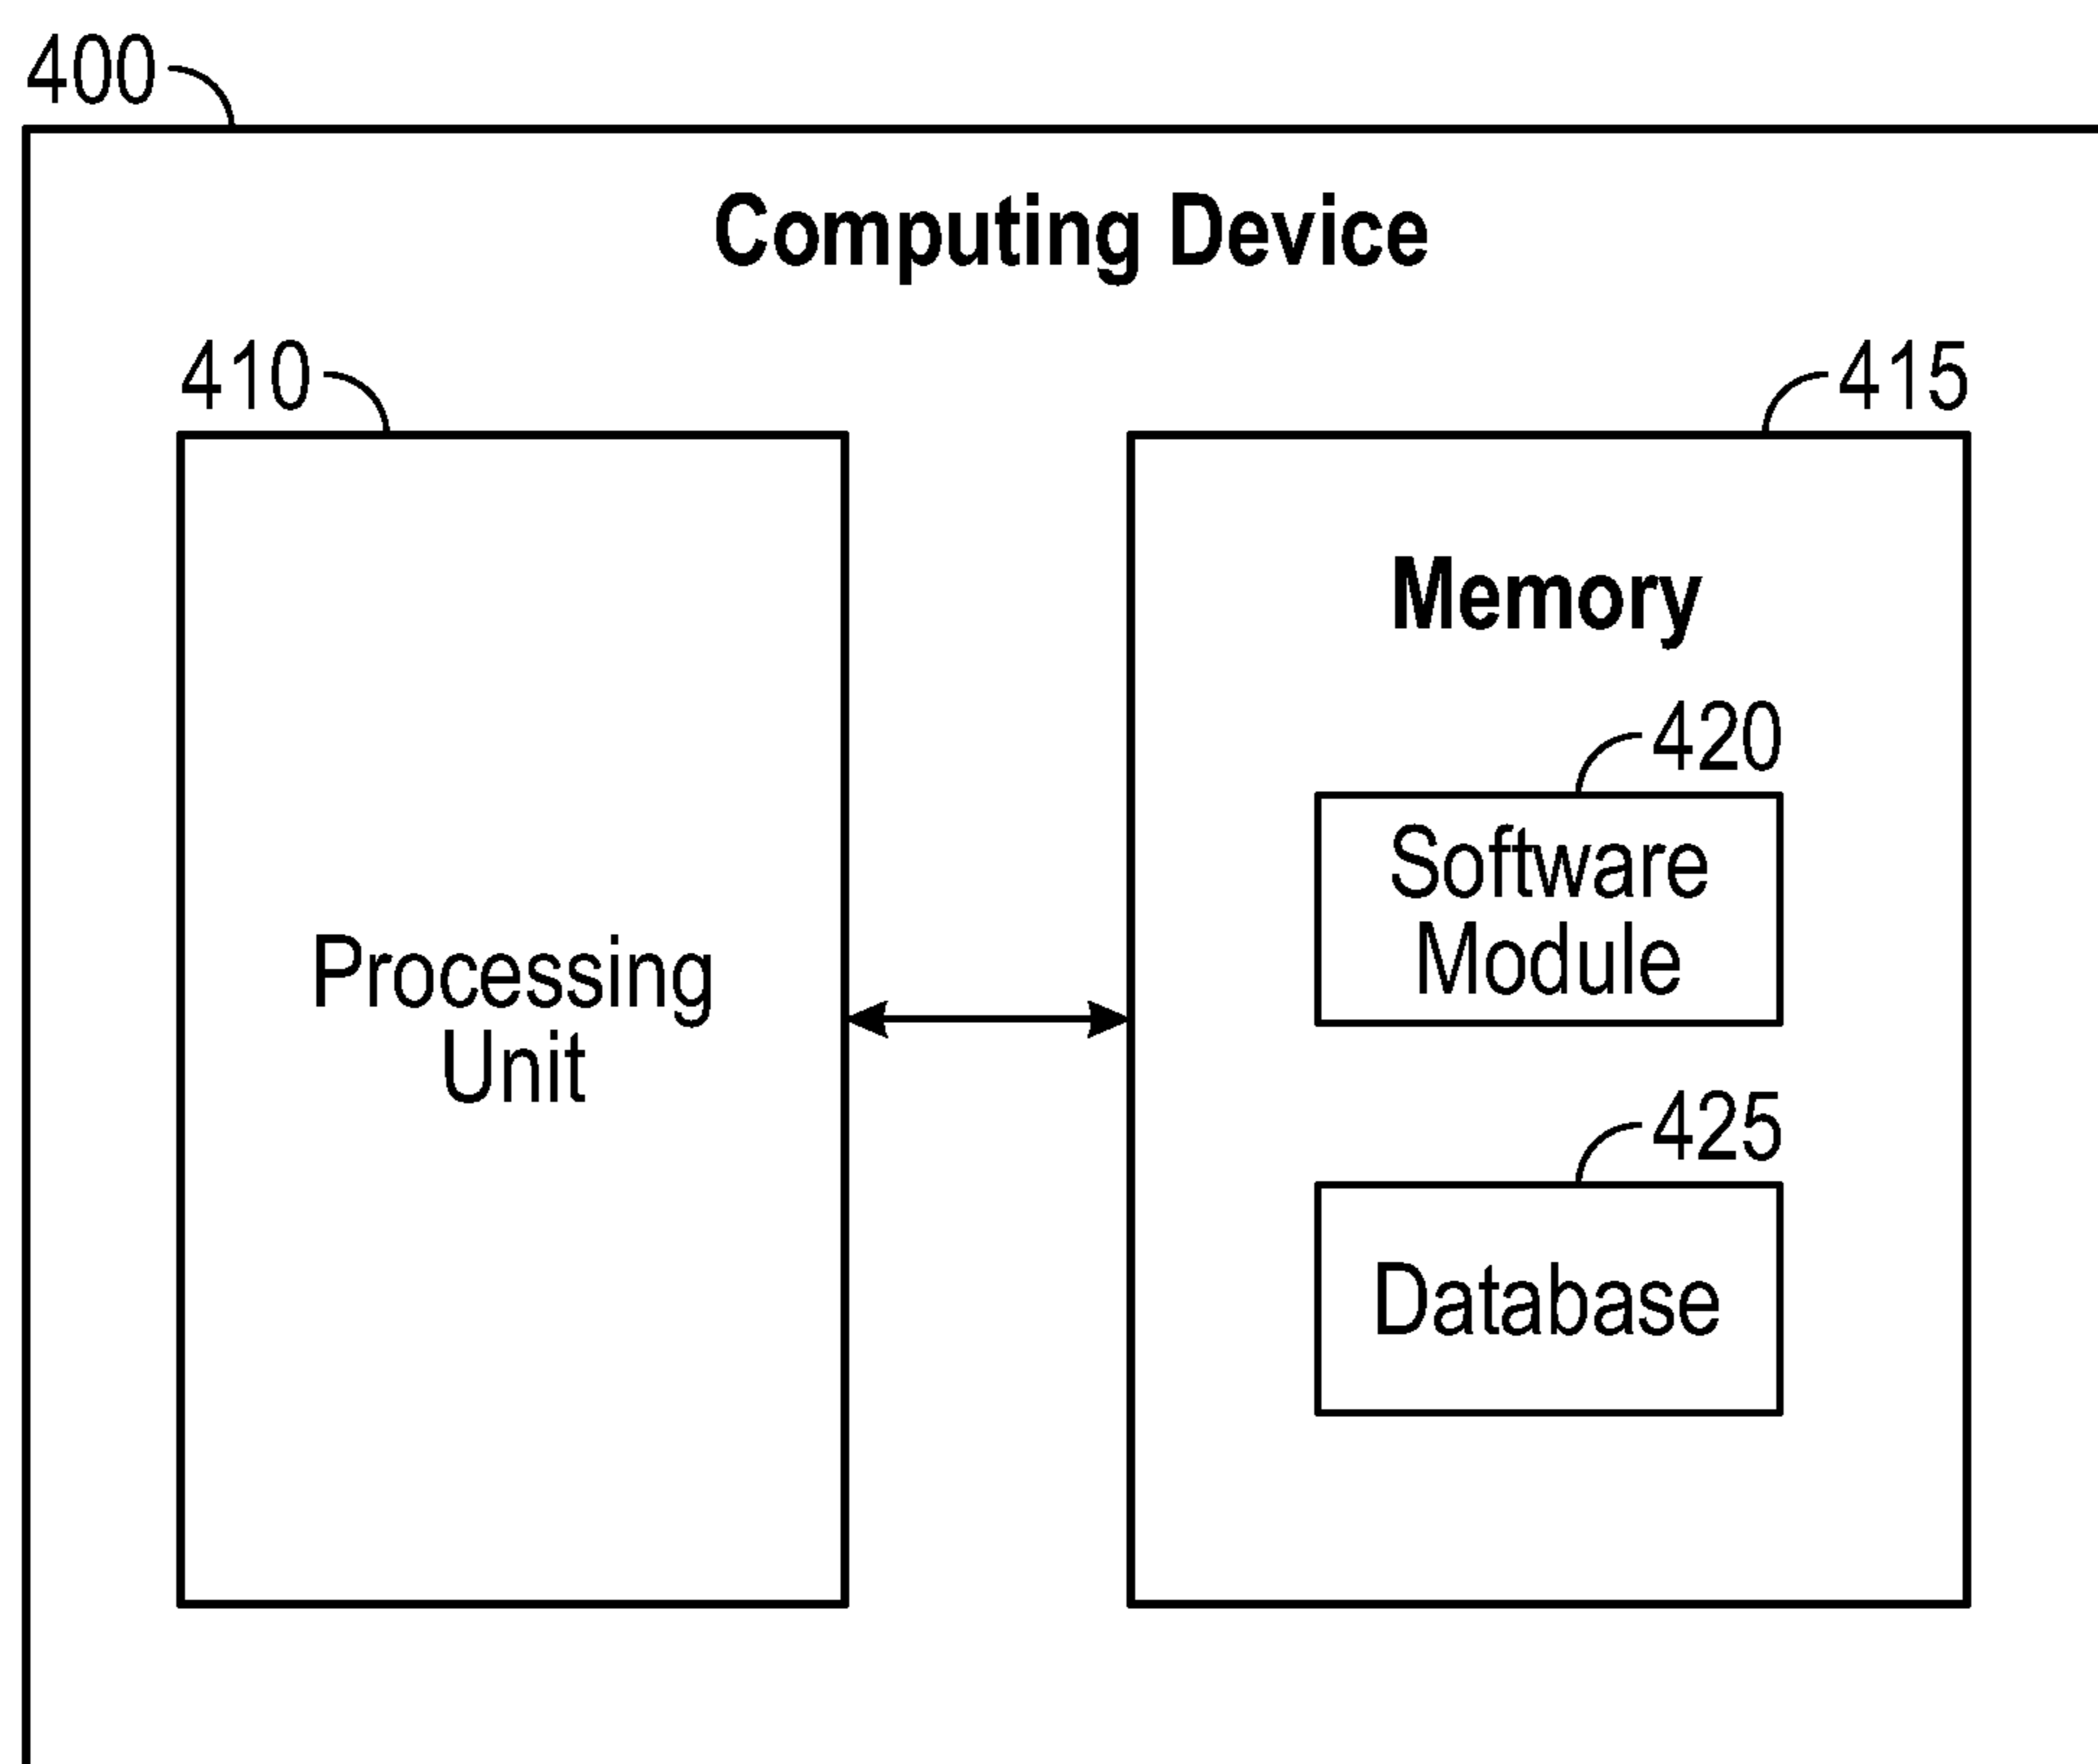 400
Computing Device
410
415
Memory
420
Software
Module
Processing
Unit
425
Database